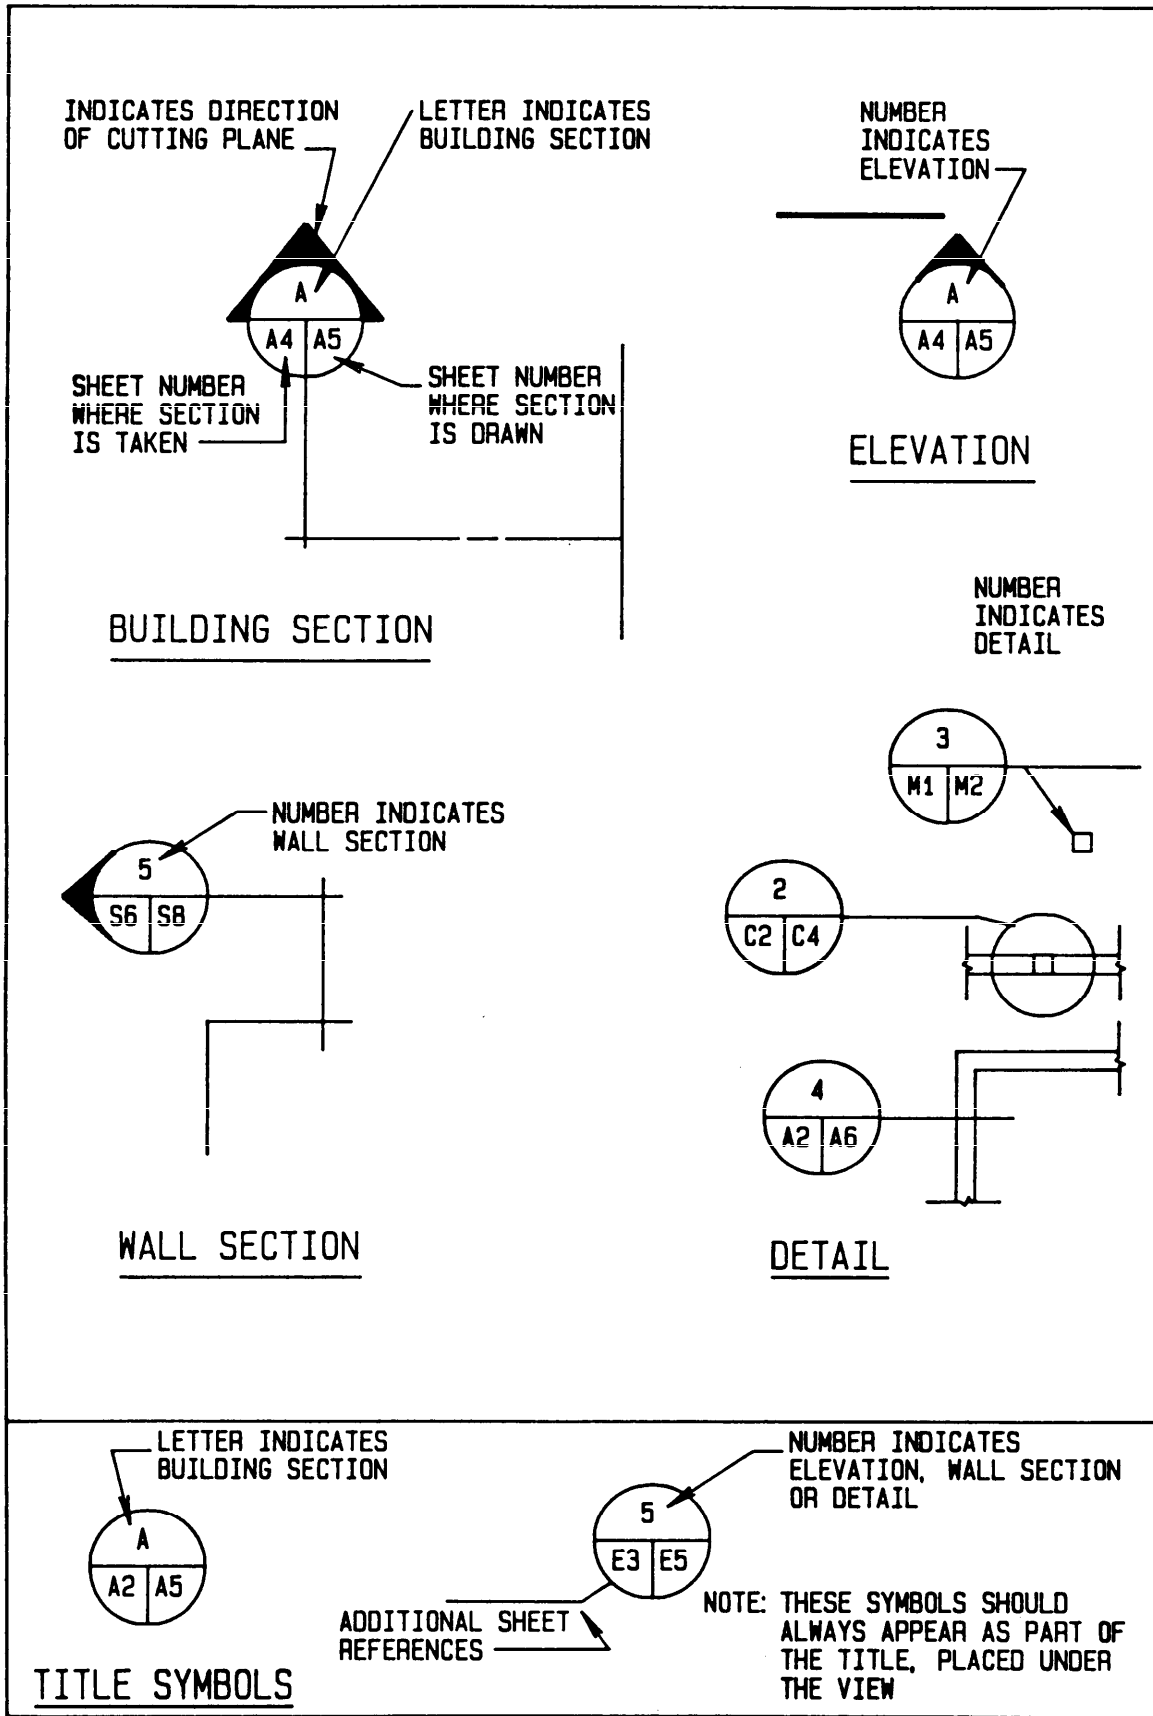 INDICATES DIRECTION
OF CUTTING PLANE
LETTER INDICATES
BUILDING SECTION
A
A4 A5
SHEET NUMBER
WHERE SECTION
IS TAKEN
SHEET NUMBER
WHERE SECTION
IS DRAWN
BUILDING SECTION
NUMBER
INDICATES
ELEVATION
A
A4 A5
ELEVATION
NUMBER INDICATES
WALL SECTION
5
S6 S8
WALL SECTION
NUMBER
INDICATES
DETAIL
3
M1 M2
2
C2 C4
4
A2 A6
DETAIL
LETTER INDICATES
BUILDING SECTION
A
A2 A5
NUMBER INDICATES
ELEVATION, WALL SECTION
OR DETAIL
5
E3 E5
ADDITIONAL SHEET
REFERENCES
NOTE: THESE SYMBOLS SHOULD
ALWAYS APPEAR AS PART OF
THE TITLE, PLACED UNDER
THE VIEW
TITLE SYMBOLS